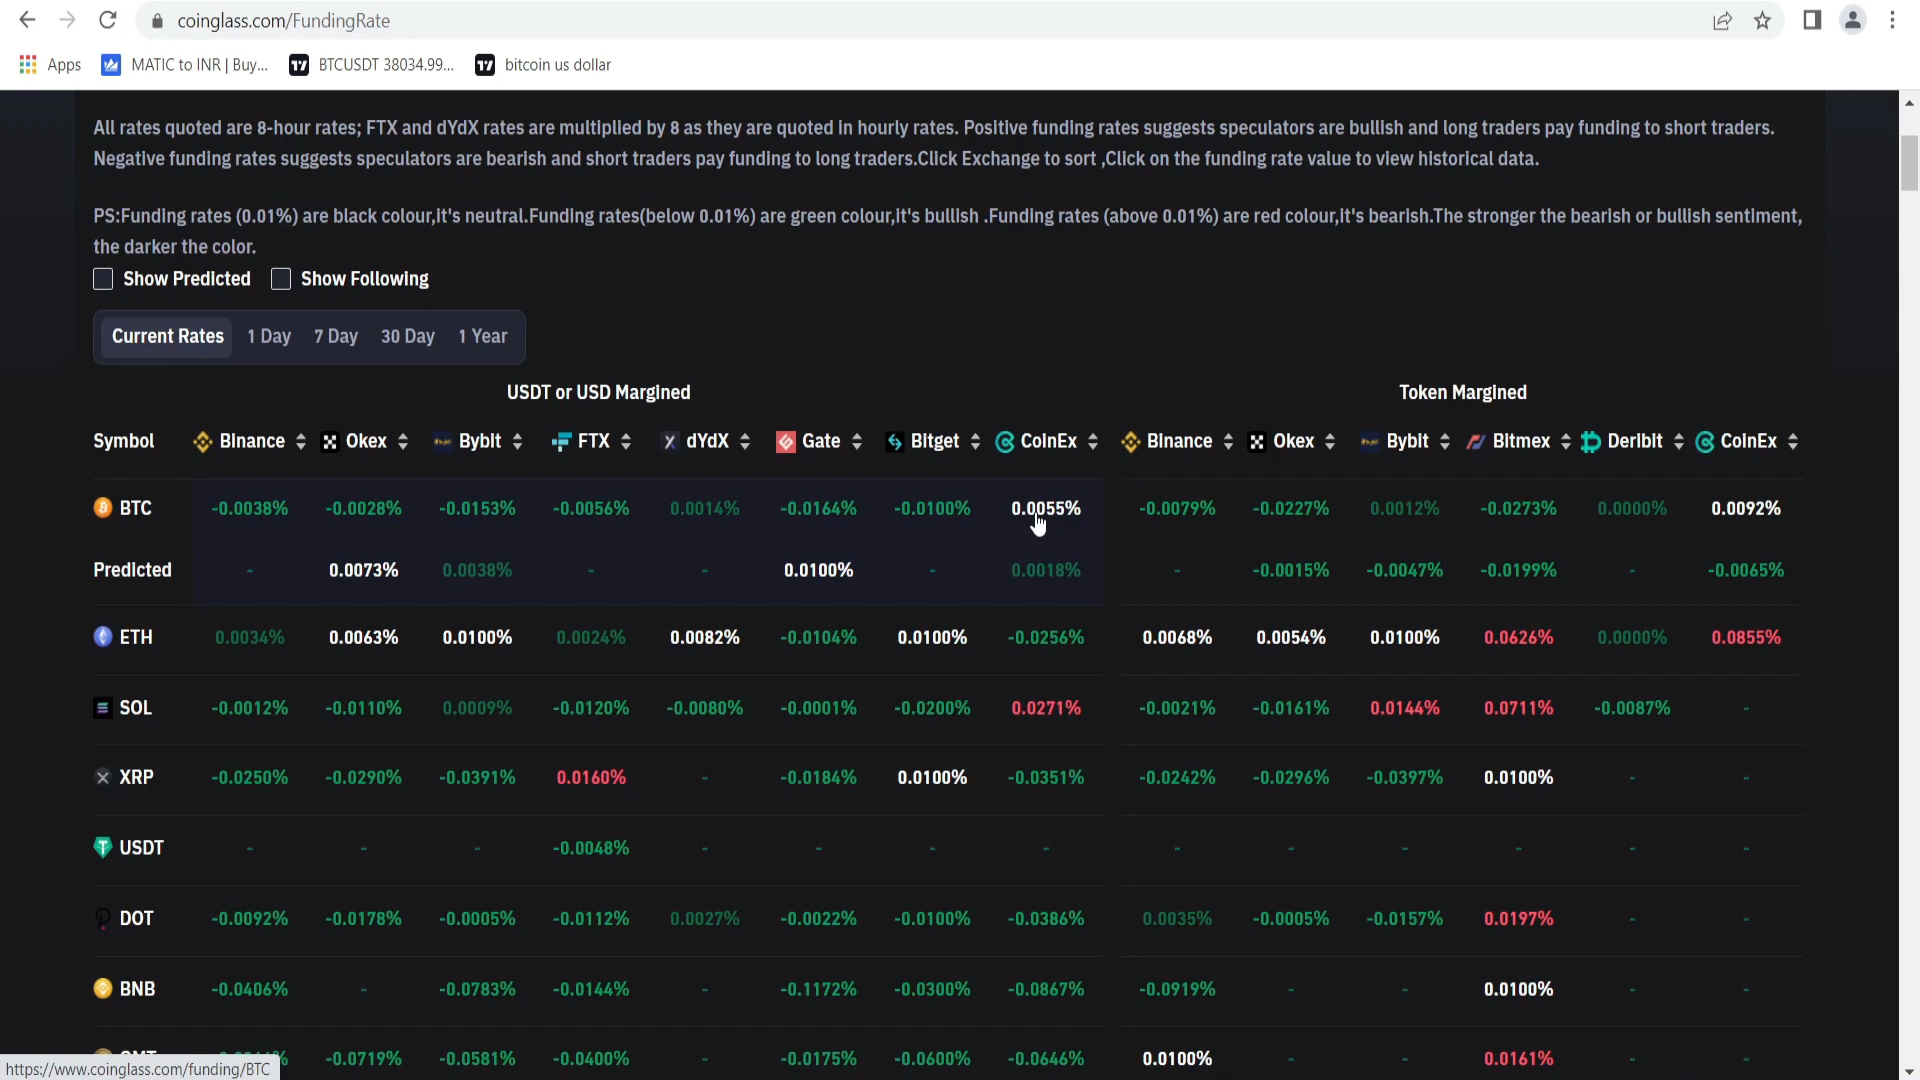 coinglass.com/FundingRate
Apps MATIC to INR | Buy... BTCUSDT 38034.99... bitcoin us dollar
All rates quoted are 8-hour rates; FTX and dYdX rates are multiplied by 8 as they are quoted in hourly rates. Positive funding rates suggests speculators are bullish and long traders pay funding to short traders.
Negative funding rates suggests speculators are bearish and short traders pay funding to long traders.Click Exchange to sort ,Click on the funding rate value to view historical data.
PS:Funding rates (0.01%) are black colour,it's neutral.Funding rates(below 0.01%) are green colour,it's bullish .Funding rates (above 0.01%) are red colour,it's bearish.The stronger the bearish or bullish sentiment,
the darker the color.
Show Predicted Show Following
Current Rates 1 Day 7 Day 30 Day 1 Year
USDT or USD Margined Token Margined
Symbol Binance Okex Bybit FTX dYdX Gate Bitget CoinEx Binance Okex Bybit Bitmex Deribit CoinEx
BTC -0.0038% -0.0028% -0.0153% -0.0056% 0.0014% -0.0164% -0.0100% 0.0055% -0.0079% -0.0227% 0.0012% -0.0273% 0.0000% 0.0092%
Predicted - 0.0073% 0.0038% - - 0.0100% - 0.0018% - -0.0015% -0.0047% -0.0199% - -0.0065%
ETH 0.0034% 0.0063% 0.0100% 0.0024% 0.0082% -0.0104% 0.0100% -0.0256% 0.0068% 0.0054% 0.0100% 0.0626% 0.0000% 0.0855%
SOL -0.0012% -0.0110% 0.0009% -0.0120% -0.0080% -0.0001% -0.0200% 0.0271% -0.0021% -0.0161% 0.0144% 0.0711% -0.0087% -
XRP -0.0250% -0.0290% -0.0391% 0.0160% - -0.0184% 0.0100% -0.0351% -0.0242% -0.0296% -0.0397% 0.0100% - -
USDT - - - -0.0048% - - - - - - - - - -
DOT -0.0092% -0.0178% -0.0005% -0.0112% 0.0027% -0.0022% -0.0100% -0.0386% 0.0035% -0.0005% -0.0157% 0.0197% - -
BNB -0.0406% - -0.0783% -0.0144% - -0.1172% -0.0300% -0.0867% -0.0919% - - 0.0100% - -
-0.0719% -0.0581% -0.0400% - -0.0175% -0.0600% -0.0646% 0.0100% - - 0.0161% - -
https://www.coinglass.com/funding/BTC